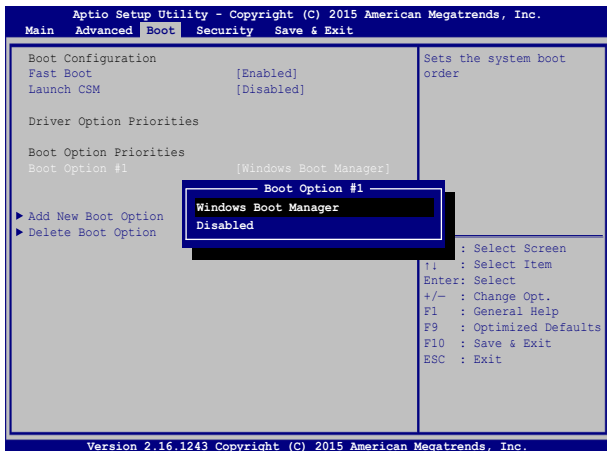 Aptio Setup Utility - Copyright (C) 2015 American Megatrends, Inc.
Main Advanced Boot Security Save & Exit
Boot Configuration
Fast Boot [Enabled]
Launch CSM [Disabled]
Driver Option Priorities
Boot Option Priorities
Boot Option #1 [Windows Boot Manager]
Boot Option #1
Windows Boot Manager
Disabled
Add New Boot Option
Delete Boot Option
Sets the system boot
order
: Select Screen
↑↓ : Select Item
Enter: Select
+/— : Change Opt.
F1 : General Help
F9 : Optimized Defaults
F10 : Save & Exit
ESC : Exit
Version 2.16.1243 Copyright (C) 2015 American Megatrends, Inc.